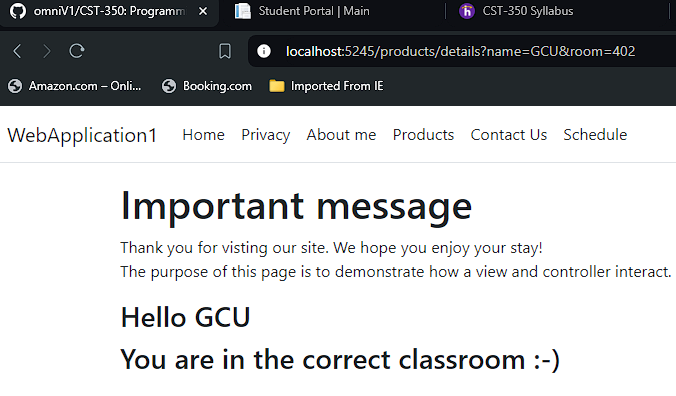 omniV1/CST-350: Programm
Student Portal | Main
CST-350 Syllabus
localhost:5245/products/details?name=GCU&room=402
Amazon.com – Onli...
Booking.com
Imported From IE
WebApplication1 Home Privacy About me Products Contact Us Schedule
Important message
Thank you for visting our site. We hope you enjoy your stay!
The purpose of this page is to demonstrate how a view and controller interact.
Hello GCU
You are in the correct classroom :-)